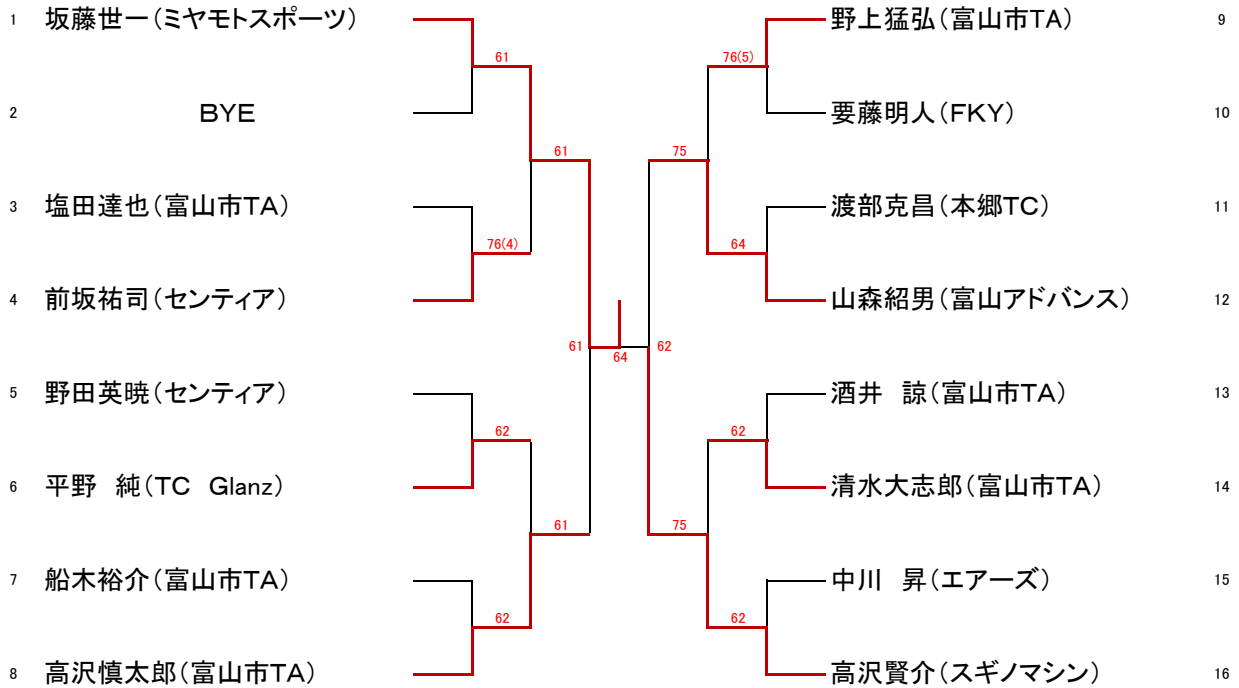 1 坂藤世一(ミヤモトスポーツ) 野上猛弘(富山市TA) 9
61 76(5)
2 BYE 要藤明人(FKY) 10
61 75
3 塩田達也(富山市TA) 渡部克昌(本郷TC) 11
76(4) 64
4 前坂祐司(センティア) 山森紹男(富山アドバンス) 12
61 64 62
5 野田英暁(センティア) 酒井 諒(富山市TA) 13
62 62
6 平野 純(TC Glanz) 清水大志郎(富山市TA) 14
61 75
7 船木裕介(富山市TA) 中川 昇(エアーズ) 15
62 62
8 高沢慎太郎(富山市TA) 高沢賢介(スギノマシン) 16